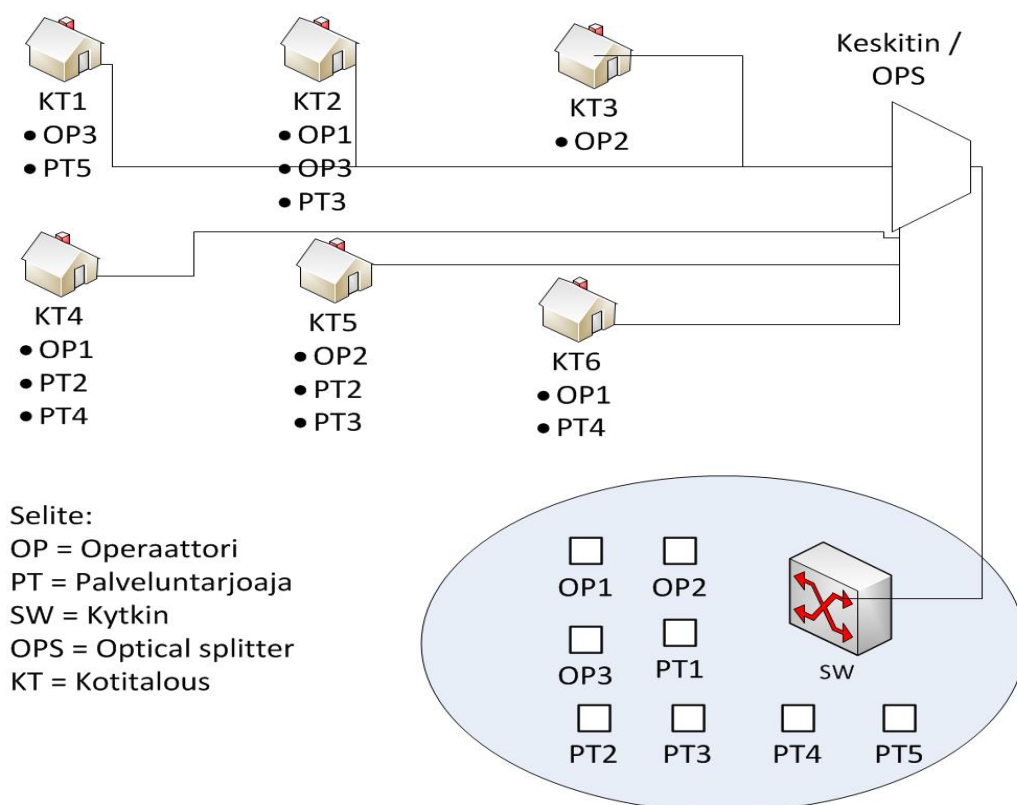 Keskitin /
OPS
KT1
• OP3
• PT5
KT2
• OP1
• OP3
• PT3
KT3
• OP2
KT4
• OP1
• PT2
• PT4
KT5
• OP2
• PT2
• PT3
KT6
• OP1
• PT4
Selite:
OP = Operaattori
PT = Palveluntarjoaja
SW = Kytkin
OPS = Optical splitter
KT = Kotitalous
OP1
OP2
OP3
PT1
SW
PT2
PT3
PT4
PT5